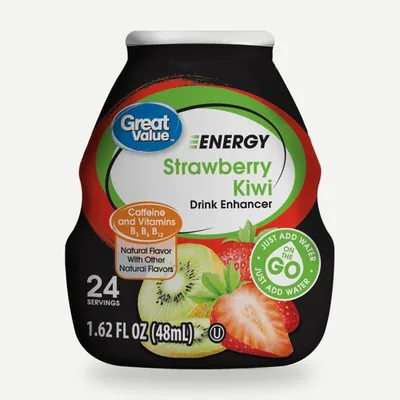 Great
Value™
ENERGY
Strawberry
Kiwi
Drink Enhancer
Caffeine
and Vitamins
B₃, B₆, B₁₂
Natural Flavor
With Other
Natural Flavors
JUST ADD WATER
ON THE
GO
JUST ADD WATER
24
SERVINGS
1.62 FL OZ (48mL)
U